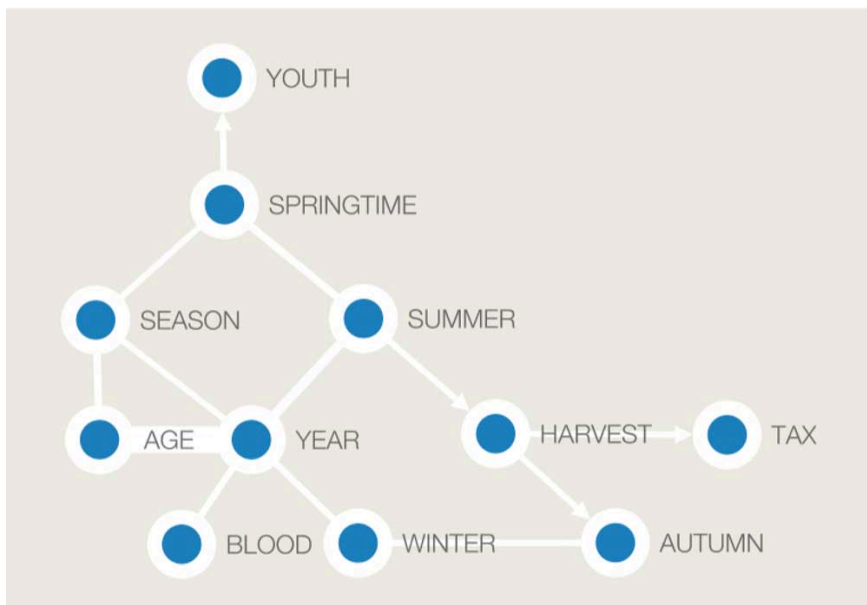 YOUTH
SPRINGTIME
SEASON
SUMMER
AGE
YEAR
HARVEST
TAX
BLOOD
WINTER
AUTUMN